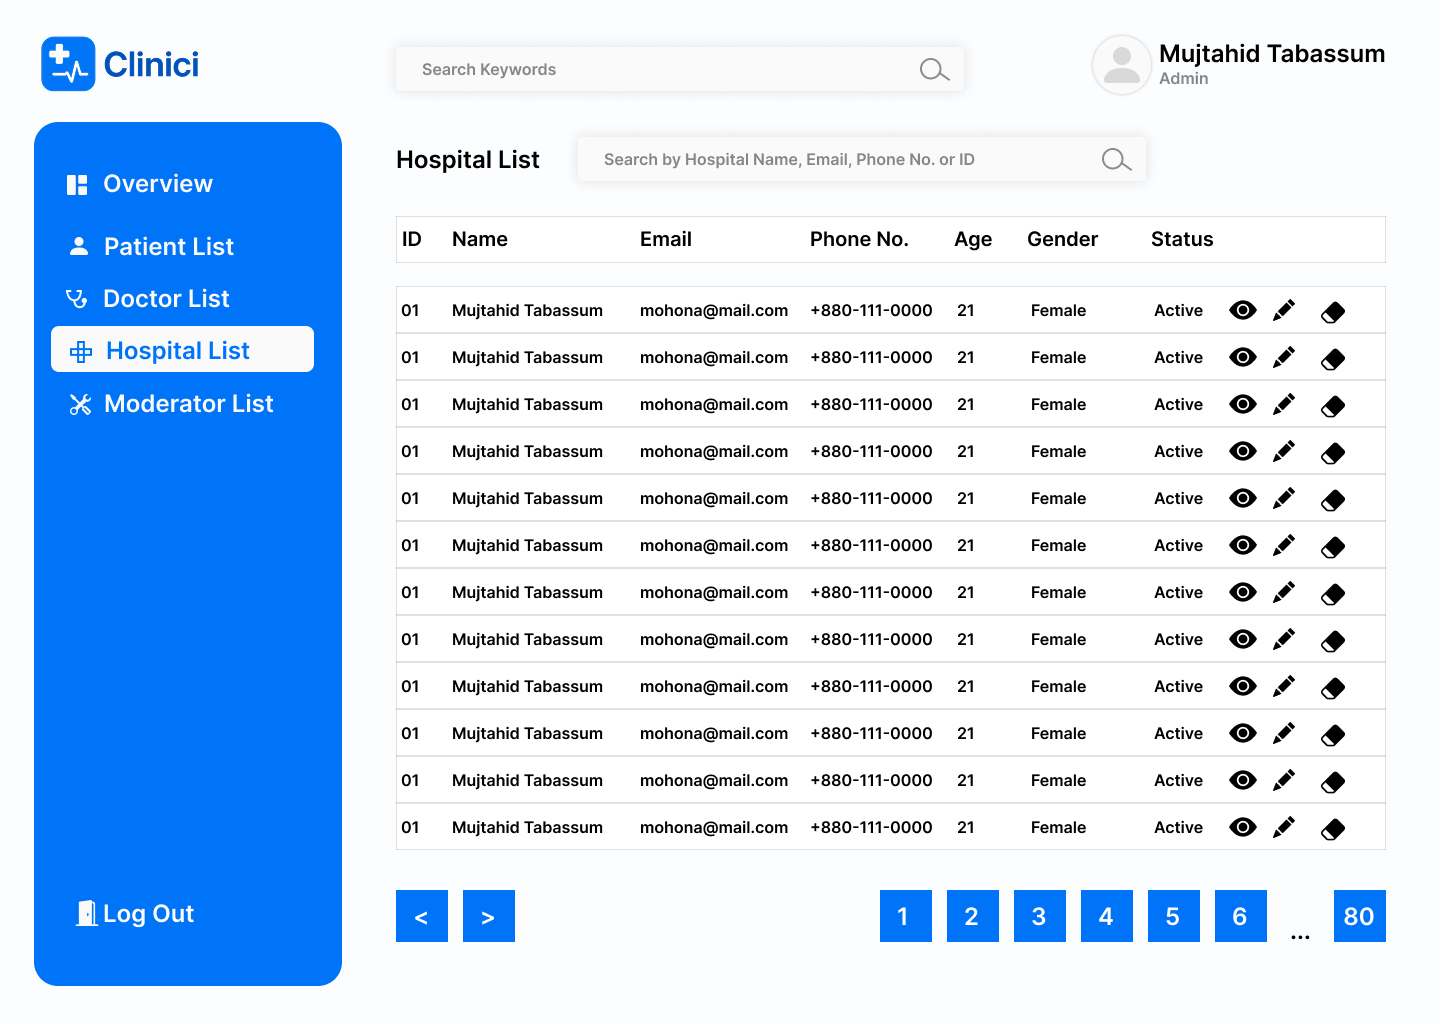 Clinici
Search Keywords
Mujtahid Tabassum
Admin
Overview
Patient List
Doctor List
Hospital List
Moderator List
Log Out
Hospital List
Search by Hospital Name, Email, Phone No. or ID
ID Name Email Phone No. Age Gender Status
01 Mujtahid Tabassum mohona@mail.com +880-111-0000 21 Female Active
01 Mujtahid Tabassum mohona@mail.com +880-111-0000 21 Female Active
01 Mujtahid Tabassum mohona@mail.com +880-111-0000 21 Female Active
01 Mujtahid Tabassum mohona@mail.com +880-111-0000 21 Female Active
01 Mujtahid Tabassum mohona@mail.com +880-111-0000 21 Female Active
01 Mujtahid Tabassum mohona@mail.com +880-111-0000 21 Female Active
01 Mujtahid Tabassum mohona@mail.com +880-111-0000 21 Female Active
01 Mujtahid Tabassum mohona@mail.com +880-111-0000 21 Female Active
01 Mujtahid Tabassum mohona@mail.com +880-111-0000 21 Female Active
01 Mujtahid Tabassum mohona@mail.com +880-111-0000 21 Female Active
01 Mujtahid Tabassum mohona@mail.com +880-111-0000 21 Female Active
01 Mujtahid Tabassum mohona@mail.com +880-111-0000 21 Female Active
< > 1 2 3 4 5 6 ... 80